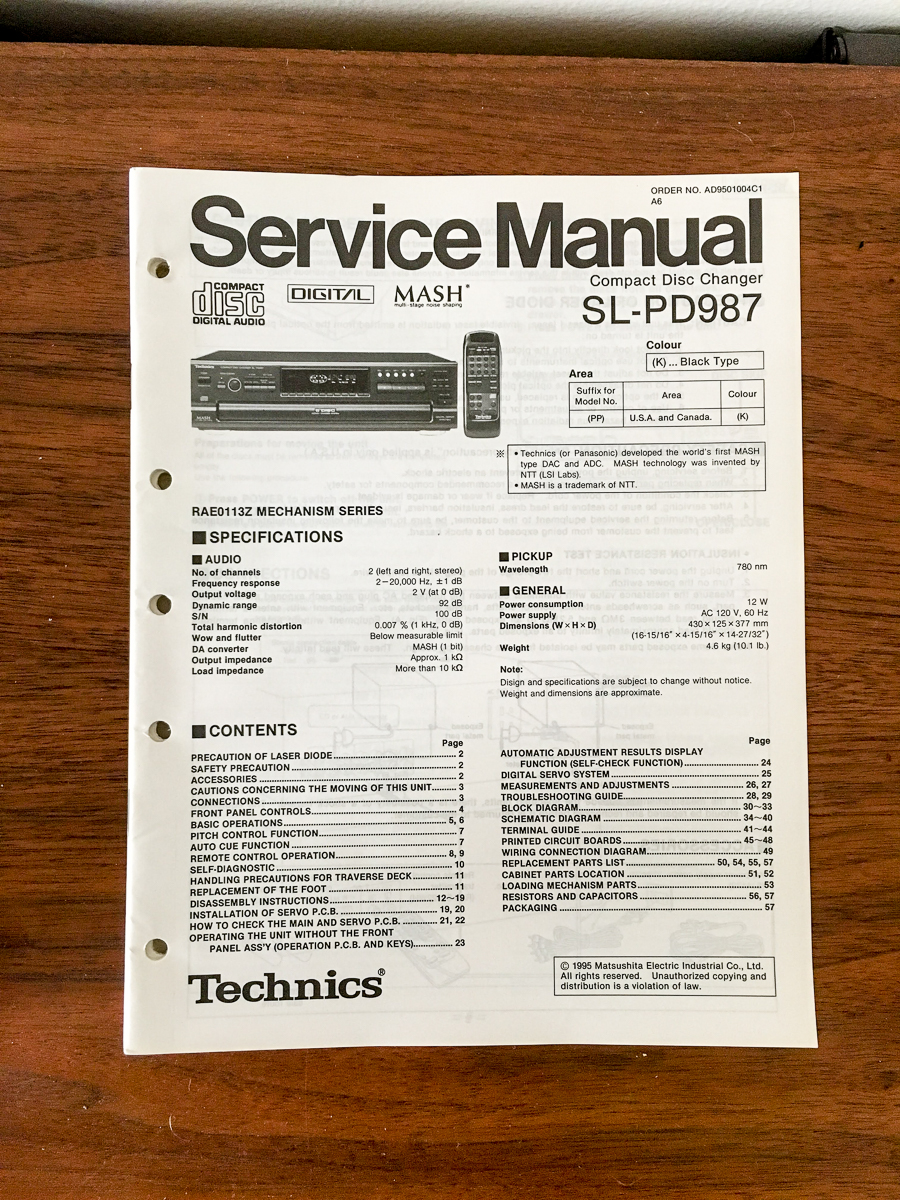 ORDER NO. AD9501004C1
A6
Service Manual
Compact Disc Changer
SL-PD987
COMPACT
disc
DIGITAL AUDIO
DIGITAL
MASH*
multi-stage noise shaping
Technics
Colour
(K) ... Black Type
Area
Suffix for Model No. Area Colour
(PP) U.S.A. and Canada. (K)
※ • Technics (or Panasonic) developed the world's first MASH
type DAC and ADC. MASH technology was invented by
NTT (LSI Labs).
• MASH is a trademark of NTT.
RAE0113Z MECHANISM SERIES
■ SPECIFICATIONS
■ AUDIO
No. of channels 2 (left and right, stereo)
Frequency response 2−20,000 Hz, ±1 dB
Output voltage 2 V (at 0 dB)
Dynamic range 92 dB
S/N 100 dB
Total harmonic distortion 0.007 % (1 kHz, 0 dB)
Wow and flutter Below measurable limit
DA converter MASH (1 bit)
Output impedance Approx. 1 kΩ
Load impedance More than 10 kΩ
■ PICKUP
Wavelength 780 nm
■ GENERAL
Power consumption 12 W
Power supply AC 120 V, 60 Hz
Dimensions (W×H×D) 430×125×377 mm
(16-15/16″×4-15/16″×14-27/32″)
Weight 4.6 kg (10.1 lb.)
Note:
Disign and specifications are subject to change without notice.
Weight and dimensions are approximate.
■ CONTENTS
Page
PRECAUTION OF LASER DIODE 2
SAFETY PRECAUTION 2
ACCESSORIES 2
CAUTIONS CONCERNING THE MOVING OF THIS UNIT 3
CONNECTIONS 3
FRONT PANEL CONTROLS 4
BASIC OPERATIONS 5, 6
PITCH CONTROL FUNCTION 7
AUTO CUE FUNCTION 7
REMOTE CONTROL OPERATION 8, 9
SELF-DIAGNOSTIC 10
HANDLING PRECAUTIONS FOR TRAVERSE DECK 11
REPLACEMENT OF THE FOOT 11
DISASSEMBLY INSTRUCTIONS 12~19
INSTALLATION OF SERVO P.C.B. 19, 20
HOW TO CHECK THE MAIN AND SERVO P.C.B. 21, 22
OPERATING THE UNIT WITHOUT THE FRONT
PANEL ASS'Y (OPERATION P.C.B. AND KEYS) 23
Page
AUTOMATIC ADJUSTMENT RESULTS DISPLAY
FUNCTION (SELF-CHECK FUNCTION) 24
DIGITAL SERVO SYSTEM 25
MEASUREMENTS AND ADJUSTMENTS 26, 27
TROUBLESHOOTING GUIDE 28, 29
BLOCK DIAGRAM 30~33
SCHEMATIC DIAGRAM 34~40
TERMINAL GUIDE 41~44
PRINTED CIRCUIT BOARDS 45~48
WIRING CONNECTION DIAGRAM 49
REPLACEMENT PARTS LIST 50, 54, 55, 57
CABINET PARTS LOCATION 51, 52
LOADING MECHANISM PARTS 53
RESISTORS AND CAPACITORS 56, 57
PACKAGING 57
Technics®
© 1995 Matsushita Electric Industrial Co., Ltd.
All rights reserved. Unauthorized copying and
distribution is a violation of law.